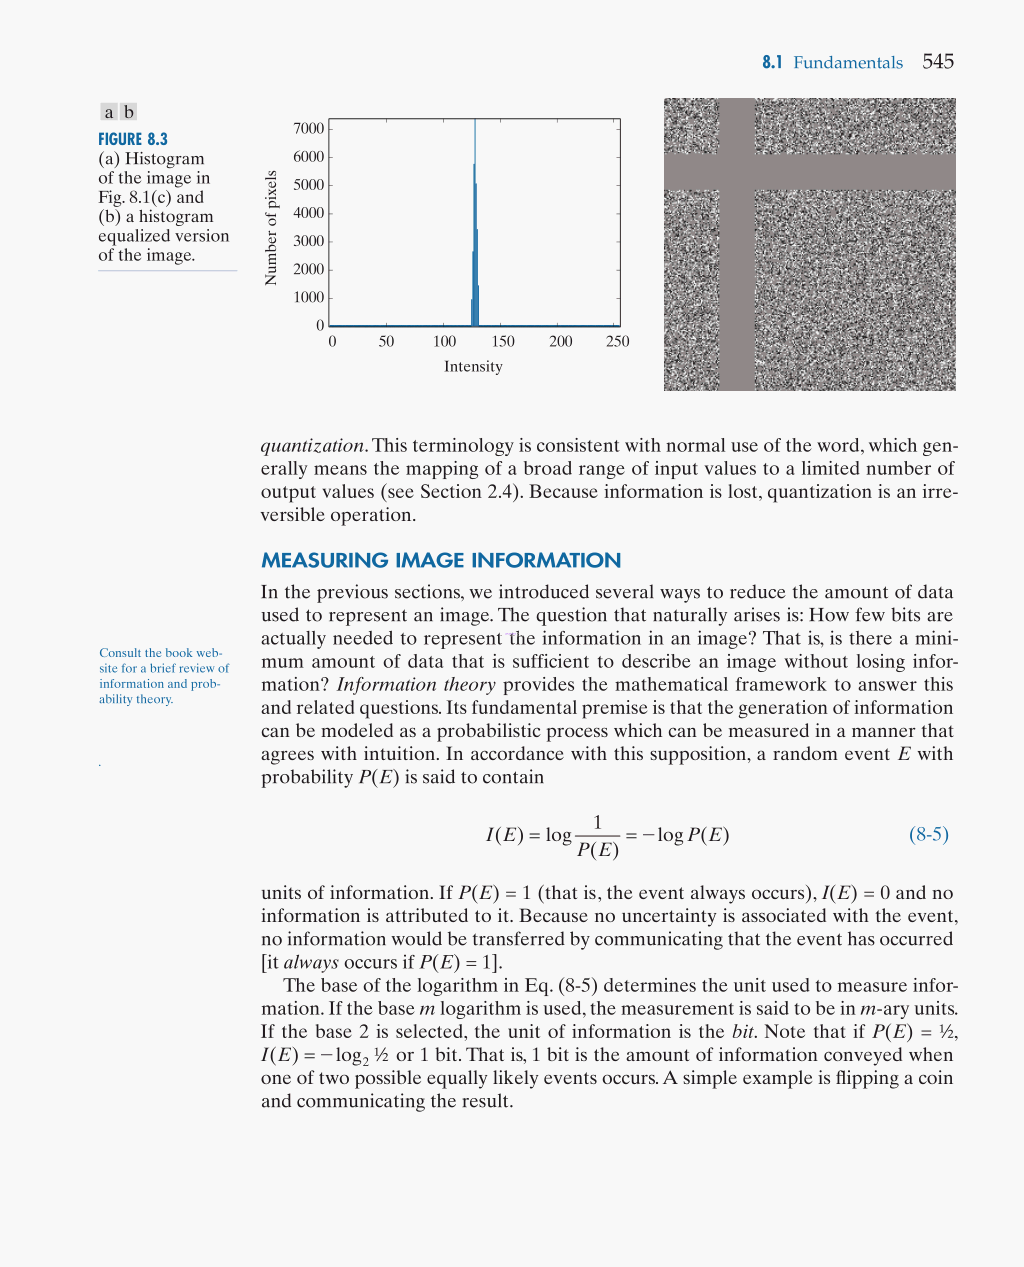 8.1 Fundamentals 545
a b
FIGURE 8.3
(a) Histogram
of the image in
Fig. 8.1(c) and
(b) a histogram
equalized version
of the image.
Number of pixels
7000
6000
5000
4000
3000
2000
1000
0
0 50 100 150 200 250
Intensity
quantization. This terminology is consistent with normal use of the word, which gen-
erally means the mapping of a broad range of input values to a limited number of
output values (see Section 2.4). Because information is lost, quantization is an irre-
versible operation.
MEASURING IMAGE INFORMATION
In the previous sections, we introduced several ways to reduce the amount of data
used to represent an image. The question that naturally arises is: How few bits are
actually needed to represent the information in an image? That is, is there a mini-
mum amount of data that is sufficient to describe an image without losing infor-
mation? Information theory provides the mathematical framework to answer this
and related questions. Its fundamental premise is that the generation of information
can be modeled as a probabilistic process which can be measured in a manner that
agrees with intuition. In accordance with this supposition, a random event E with
probability P(E) is said to contain
Consult the book web-
site for a brief review of
information and prob-
ability theory.
I(E) = log 1/P(E) = −log P(E) (8-5)
units of information. If P(E) = 1 (that is, the event always occurs), I(E) = 0 and no
information is attributed to it. Because no uncertainty is associated with the event,
no information would be transferred by communicating that the event has occurred
[it always occurs if P(E) = 1].
The base of the logarithm in Eq. (8-5) determines the unit used to measure infor-
mation. If the base m logarithm is used, the measurement is said to be in m-ary units.
If the base 2 is selected, the unit of information is the bit. Note that if P(E) = ½,
I(E) = −log₂ ½ or 1 bit. That is, 1 bit is the amount of information conveyed when
one of two possible equally likely events occurs. A simple example is flipping a coin
and communicating the result.